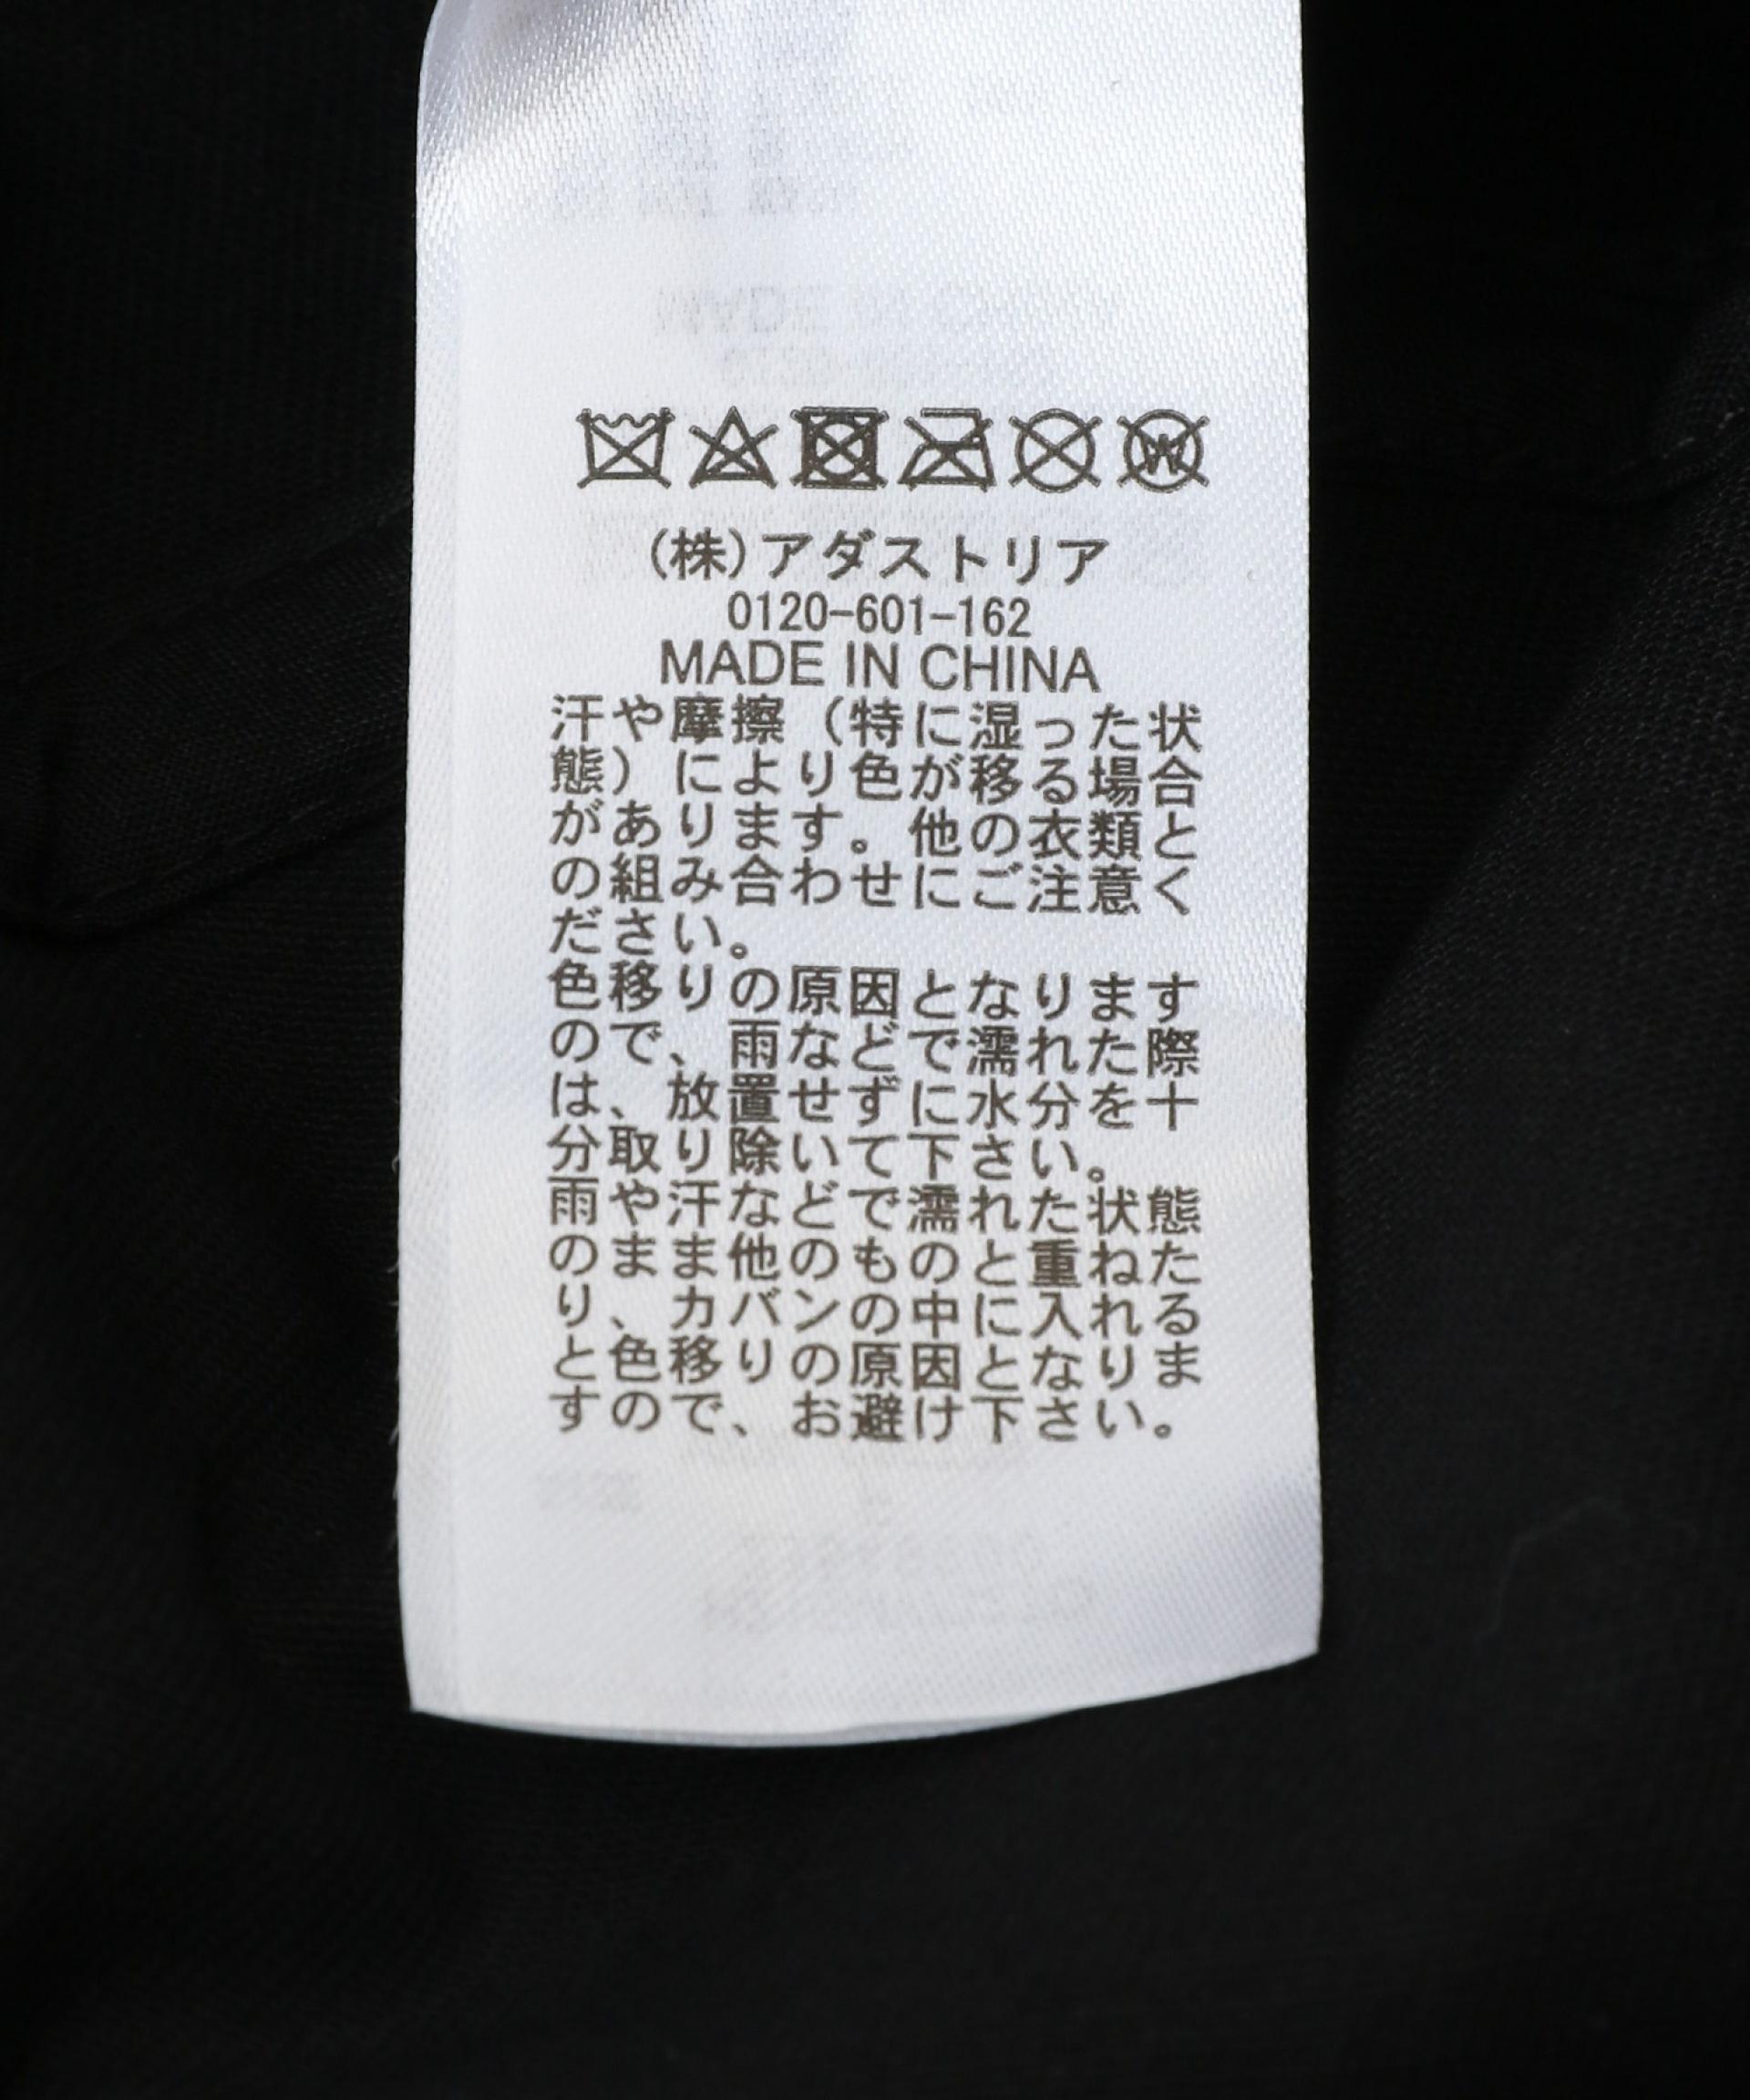 (株)アダストリア
0120-601-162
MADE IN CHINA
汗や摩擦（特に湿った状
態）により色が移る場合
があります。他の衣類と
の組み合わせにご注意く
ださい。
色移りの原因となります
ので、雨などで濡れた際
は、放置せずに水分を十
分取り除いて下さい。
雨や汗などで濡れた状態
のまま他のものと重ねた
り、カバンの中に入れる
と色移りの原因となりま
すので、お避け下さい。